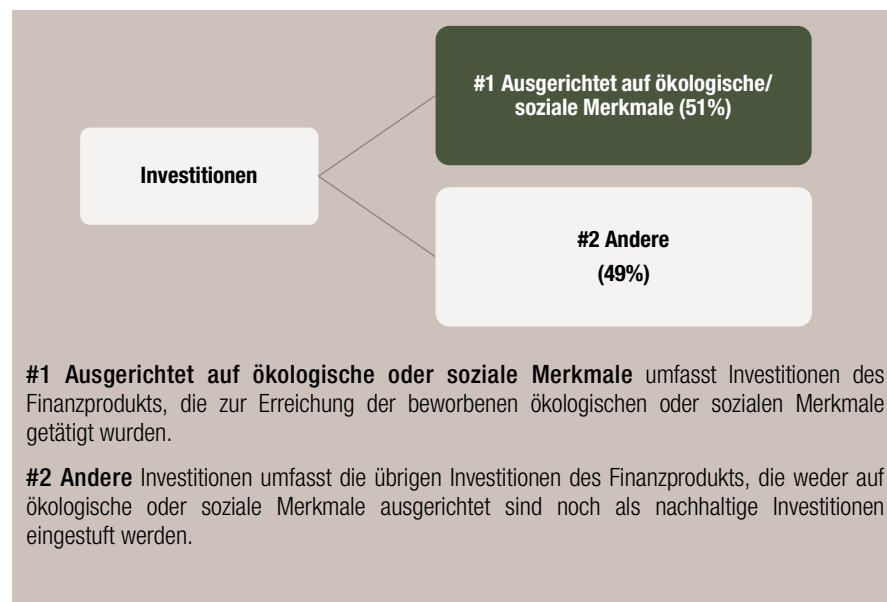 #1 Ausgerichtet auf ökologische/
soziale Merkmale (51%)
Investitionen
#2 Andere
(49%)
#1 Ausgerichtet auf ökologische oder soziale Merkmale umfasst Investitionen des
Finanzprodukts, die zur Erreichung der beworbenen ökologischen oder sozialen Merkmale
getätigt wurden.
#2 Andere Investitionen umfasst die übrigen Investitionen des Finanzprodukts, die weder auf
ökologische oder soziale Merkmale ausgerichtet sind noch als nachhaltige Investitionen
eingestuft werden.